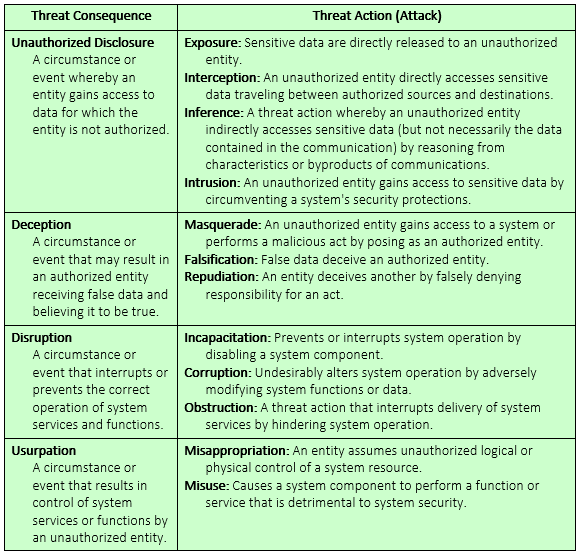 Threat Consequence
Threat Action (Attack)
Unauthorized Disclosure
A circumstance or
event whereby an
entity gains access to
data for which the
entity is not authorized.
Exposure: Sensitive data are directly released to an unauthorized
entity.
Interception: An unauthorized entity directly accesses sensitive
data traveling between authorized sources and destinations.
Inference: A threat action whereby an unauthorized entity
indirectly accesses sensitive data (but not necessarily the data
contained in the communication) by reasoning from
characteristics or byproducts of communications.
Intrusion: An unauthorized entity gains access to sensitive data by
circumventing a system's security protections.
Deception
A circumstance or
event that may result in
an authorized entity
receiving false data and
believing it to be true.
Masquerade: An unauthorized entity gains access to a system or
performs a malicious act by posing as an authorized entity.
Falsification: False data deceive an authorized entity.
Repudiation: An entity deceives another by falsely denying
responsibility for an act.
Disruption
A circumstance or
event that interrupts or
prevents the correct
operation of system
services and functions.
Incapacitation: Prevents or interrupts system operation by
disabling a system component.
Corruption: Undesirably alters system operation by adversely
modifying system functions or data.
Obstruction: A threat action that interrupts delivery of system
services by hindering system operation.
Usurpation
A circumstance or
event that results in
control of system
services or functions by
an unauthorized entity.
Misappropriation: An entity assumes unauthorized logical or
physical control of a system resource.
Misuse: Causes a system component to perform a function or
service that is detrimental to system security.